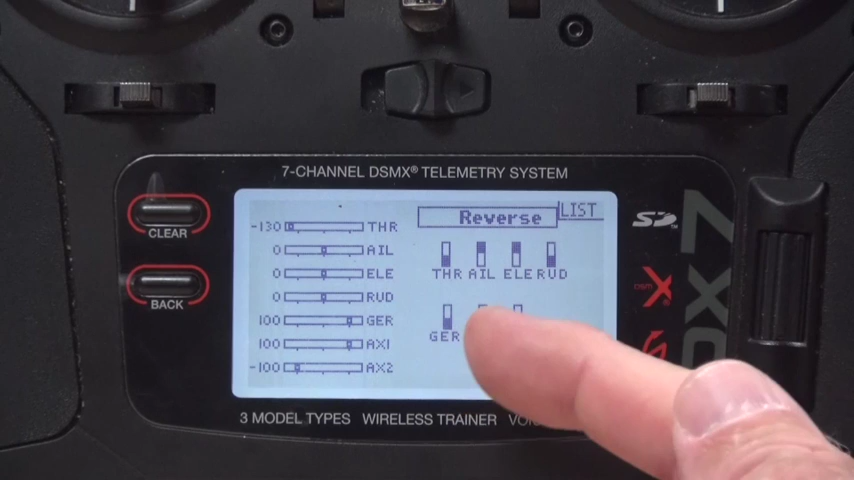 7-CHANNEL DSMX® TELEMETRY SYSTEM
CLEAR
BACK
-130 THR
0 AIL
0 ELE
0 RUD
100 GER
100 AX1
-100 AX2
Reverse
LIST
THR AIL ELE RUD
GER
SD
DSM X
DX7
3 MODEL TYPES WIRELESS TRAINER